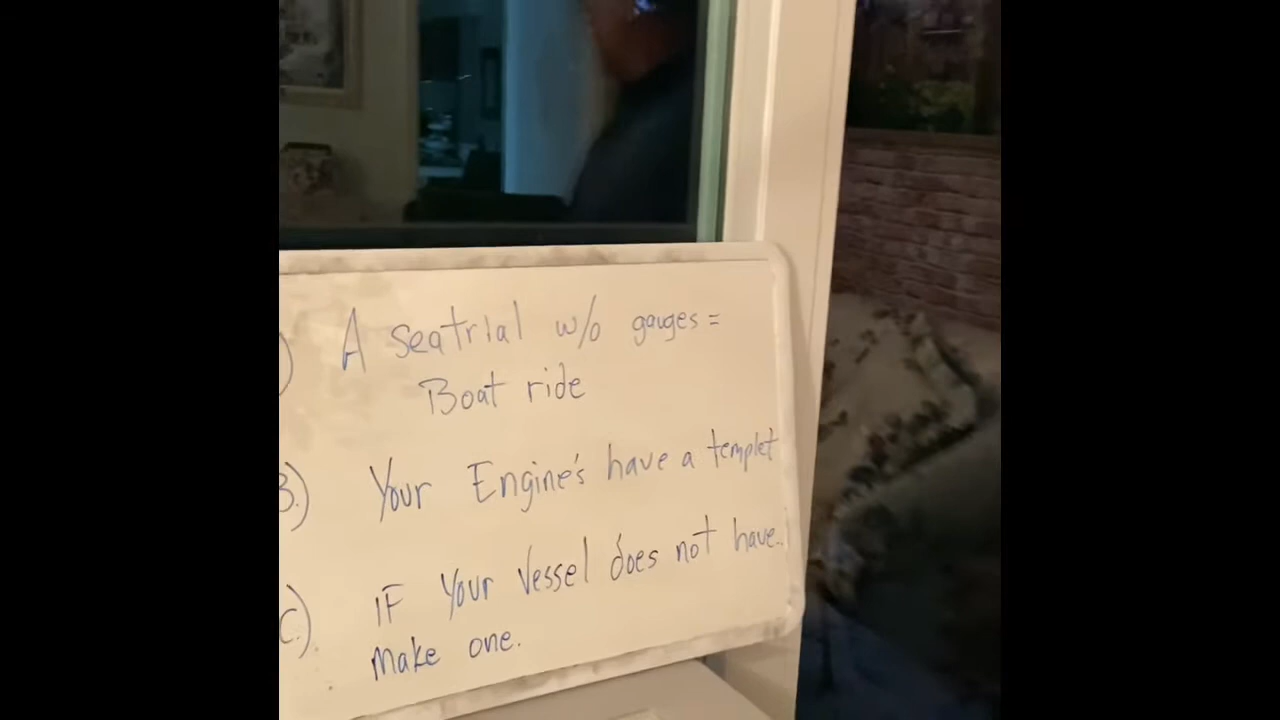 ) A seatrial w/o gauges =
Boat ride
B.) Your Engine's have a templet
C.) IF Your Vessel does not have..
Make one.